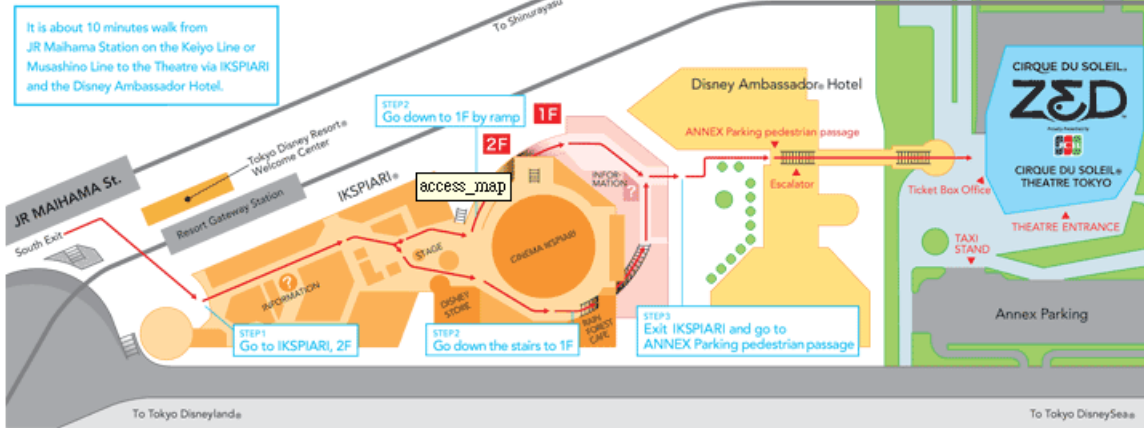 It is about 10 minutes walk from
JR Maihama Station on the Keiyo Line or
Musashino Line to the Theatre via IKSPIARI
and the Disney Ambassador Hotel.
To Shinurayasu
CIRQUE DU SOLEIL.
ZED
Proudly Presented by
JCB
CIRQUE DU SOLEIL®
THEATRE TOKYO
Disney Ambassador® Hotel
STEP2
Go down to 1F by ramp
1F
2F
ANNEX Parking pedestrian passage
Tokyo Disney Resort®
Welcome Center
JR MAIHAMA St.
IKSPIARI®
access_map
INFOR-
MATION
?
Escalator
Ticket Box Office
Resort Gateway Station
South Exit
THEATRE ENTRANCE
STAGE
CINEMA IKSPIARI
TAXI
STAND
?
INFORMATION
DISNEY
STORE
RAIN
FOREST
CAFE
STEP1
Go to IKSPIARI, 2F
STEP2
Go down the stairs to 1F
STEP3
Exit IKSPIARI and go to
ANNEX Parking pedestrian passage
Annex Parking
To Tokyo Disneyland®
To Tokyo DisneySea®